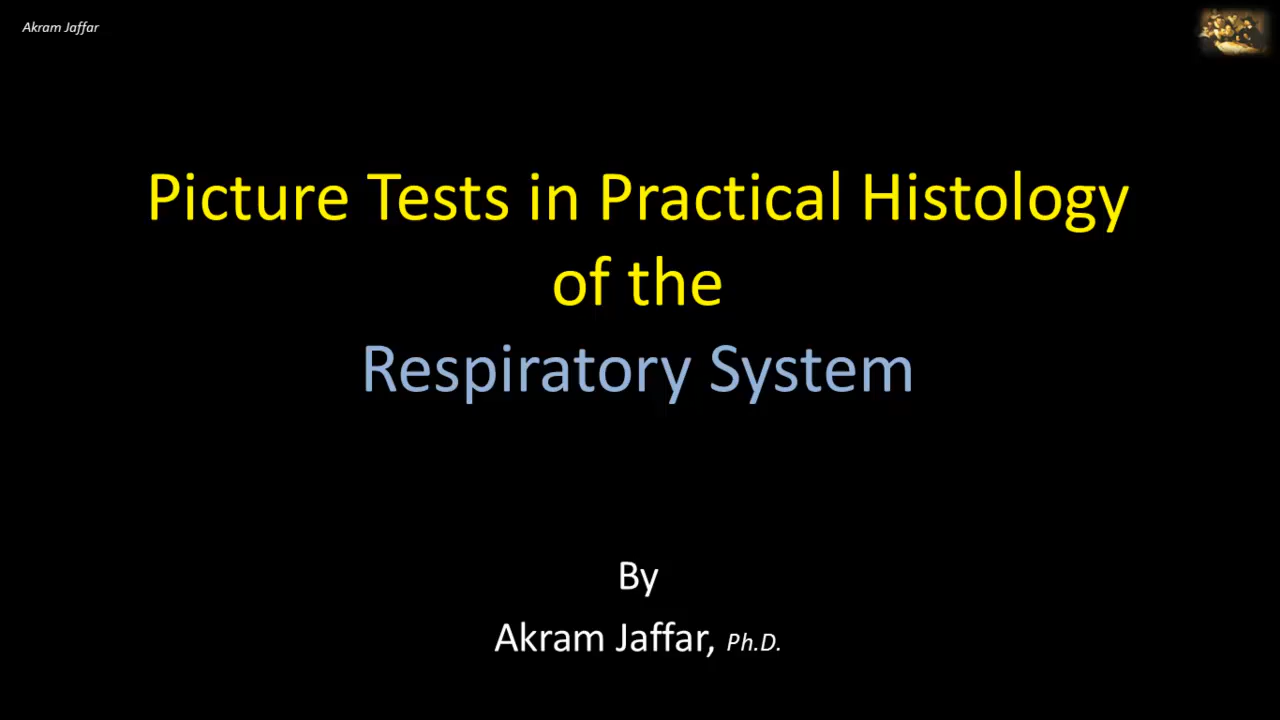 Akram Jaffar
Picture Tests in Practical Histology
of the
Respiratory System
By
Akram Jaffar, Ph.D.